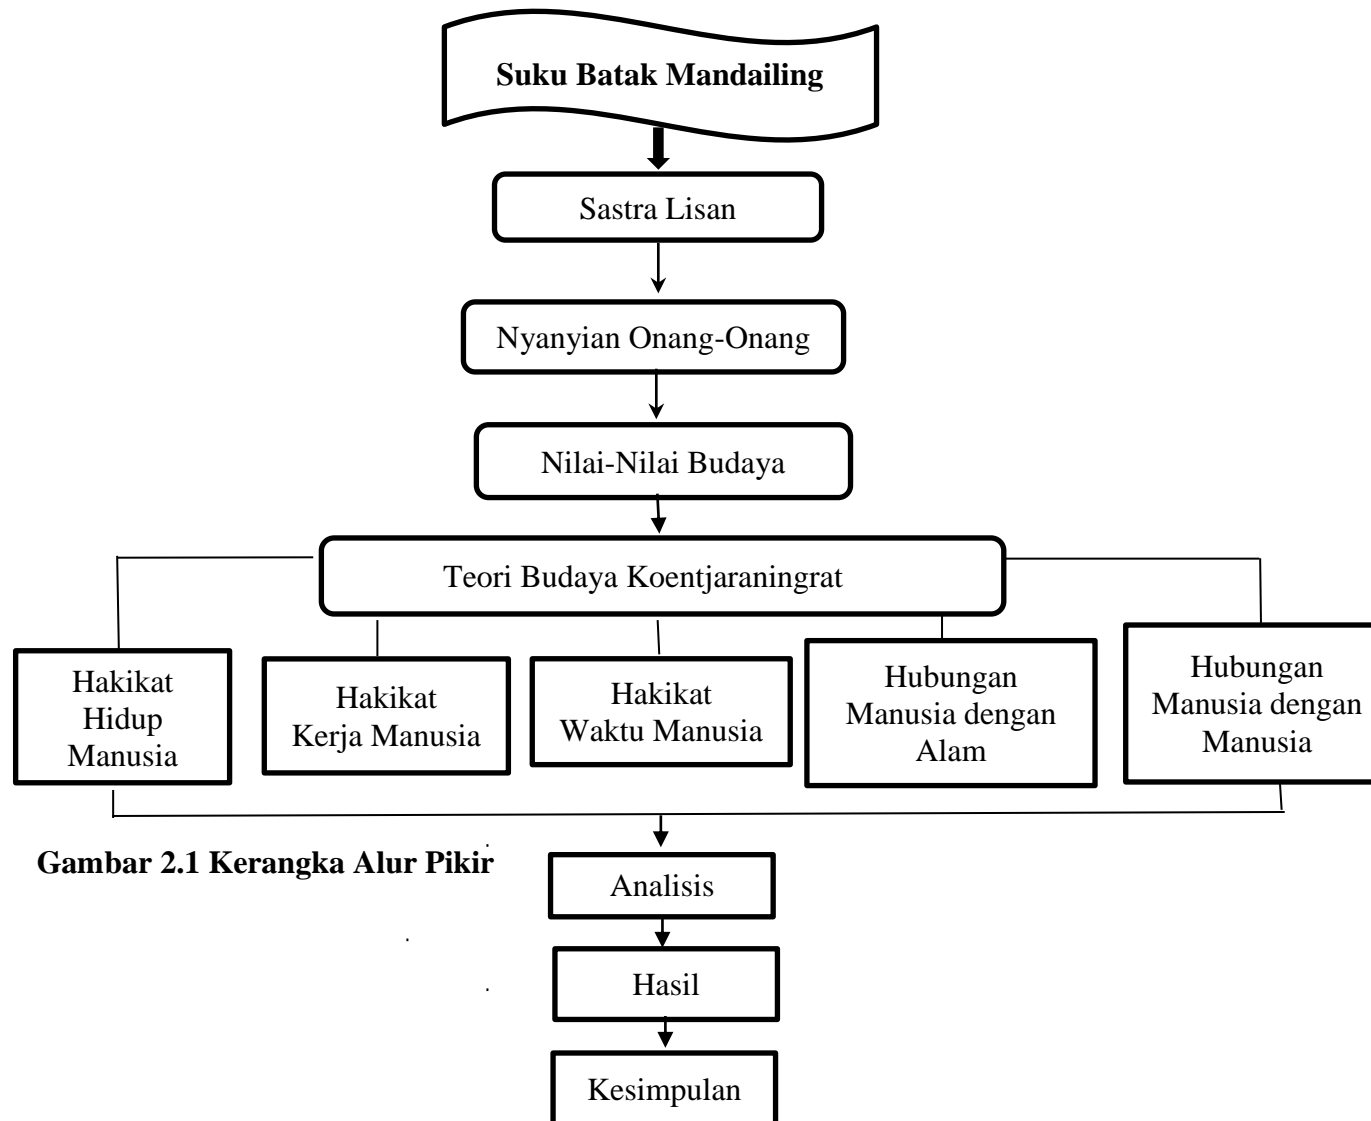 Suku Batak Mandailing
Sastra Lisan
Nyanyian Onang-Onang
Nilai-Nilai Budaya
Teori Budaya Koentjaraningrat
Hakikat
Hidup
Manusia
Hakikat
Kerja Manusia
Hakikat
Waktu Manusia
Hubungan
Manusia dengan
Alam
Hubungan
Manusia dengan
Manusia
Gambar 2.1 Kerangka Alur Pikir
Analisis
Hasil
Kesimpulan